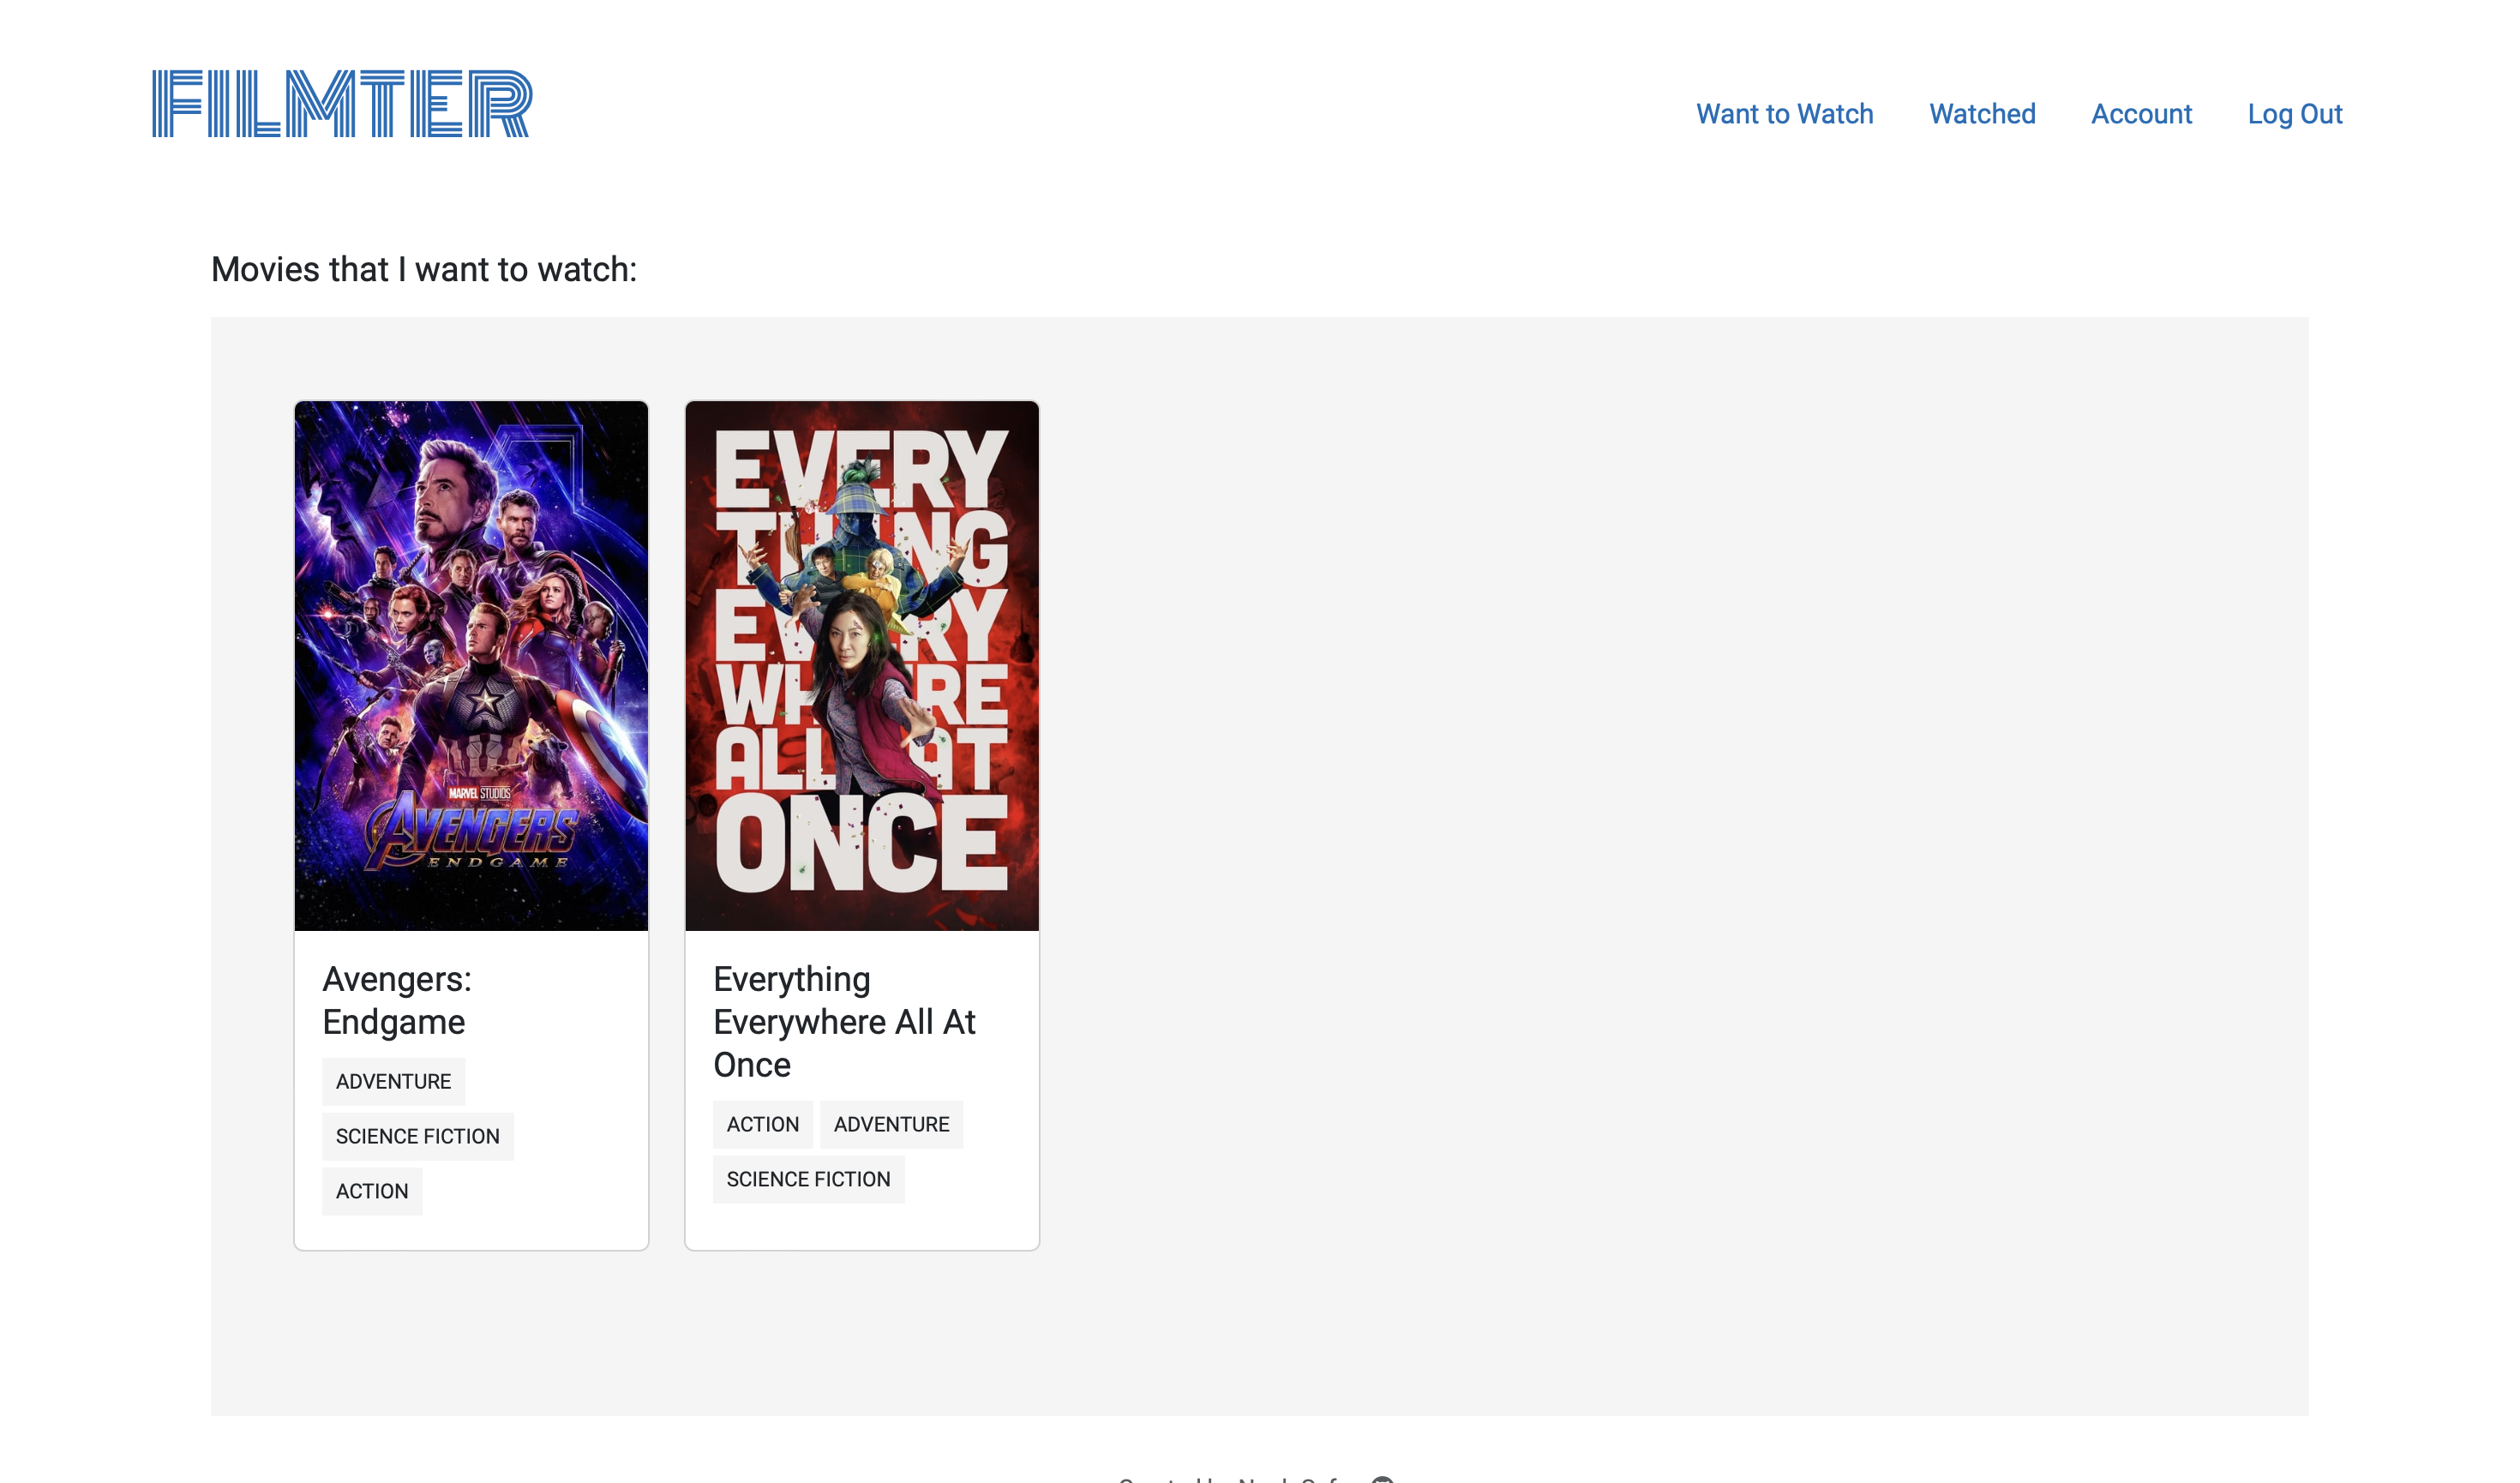 FILMTER
Want to Watch Watched Account Log Out
Movies that I want to watch:
MARVEL STUDIOS
AVENGERS
ENDGAME
EVERY
THING
EVERY
WHERE
ALL AT
ONCE
Avengers:
Endgame
ADVENTURE
SCIENCE FICTION
ACTION
Everything
Everywhere All At
Once
ACTION ADVENTURE
SCIENCE FICTION